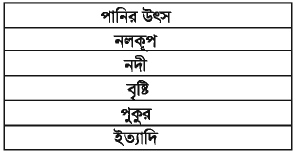 পানির উৎস
নলকূপ
নদী
বৃষ্টি
পুকুর
ইত্যাদি